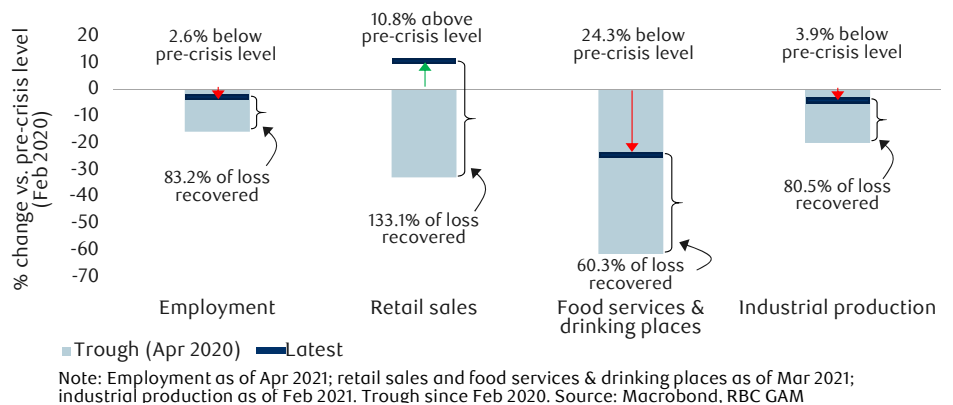 % change vs. pre-crisis level
(Feb 2020)
20
10
0
-10
-20
-30
-40
-50
-60
-70
2.6% below
pre-crisis level
10.8% above
pre-crisis level
24.3% below
pre-crisis level
3.9% below
pre-crisis level
83.2% of loss
recovered
133.1% of loss
recovered
60.3% of loss
recovered
80.5% of loss
recovered
Employment
Retail sales
Food services &
drinking places
Industrial production
Trough (Apr 2020)
Latest
Note: Employment as of Apr 2021; retail sales and food services & drinking places as of Mar 2021;
industrial production as of Feb 2021. Trough since Feb 2020. Source: Macrobond, RBC GAM